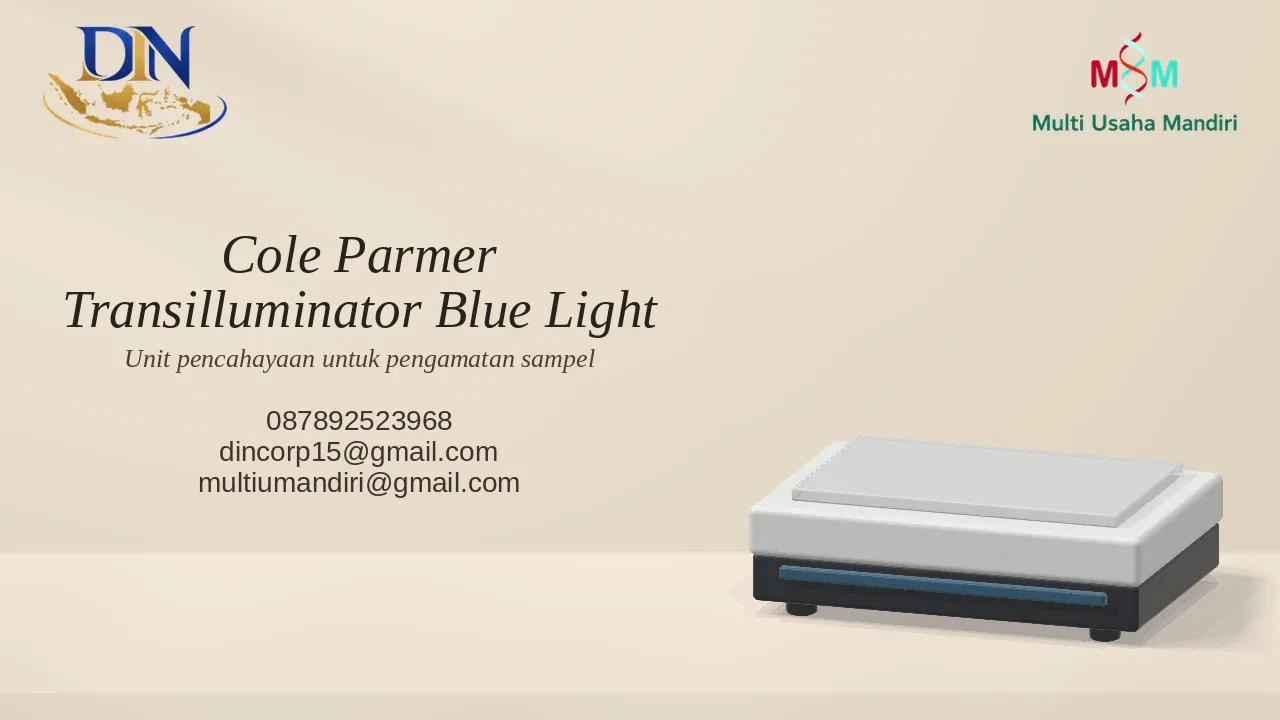 DIN
M M
Multi Usaha Mandiri
Cole Parmer
Transilluminator Blue Light
Unit pencahayaan untuk pengamatan sampel
087892523968
dincorp15@gmail.com
multiumandiri@gmail.com